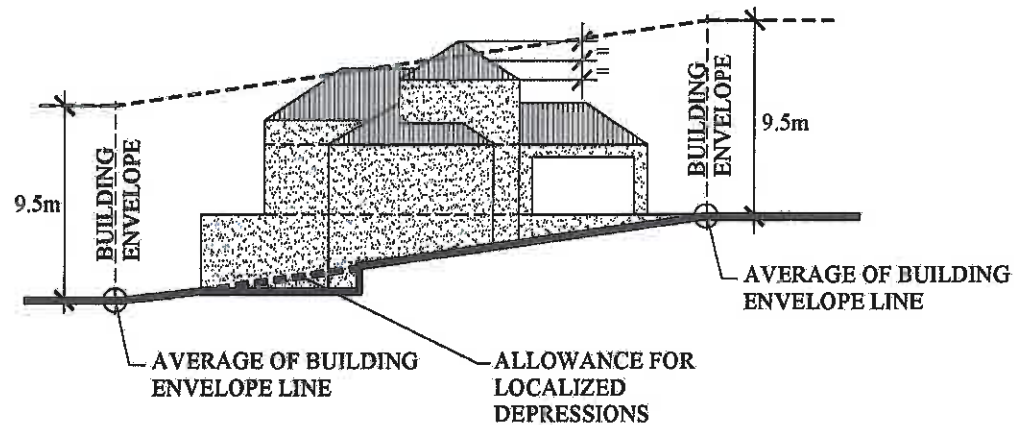 =
=
9.5m
BUILDING
ENVELOPE
BUILDING
ENVELOPE
9.5m
AVERAGE OF BUILDING
ENVELOPE LINE
AVERAGE OF BUILDING
ENVELOPE LINE
ALLOWANCE FOR
LOCALIZED
DEPRESSIONS